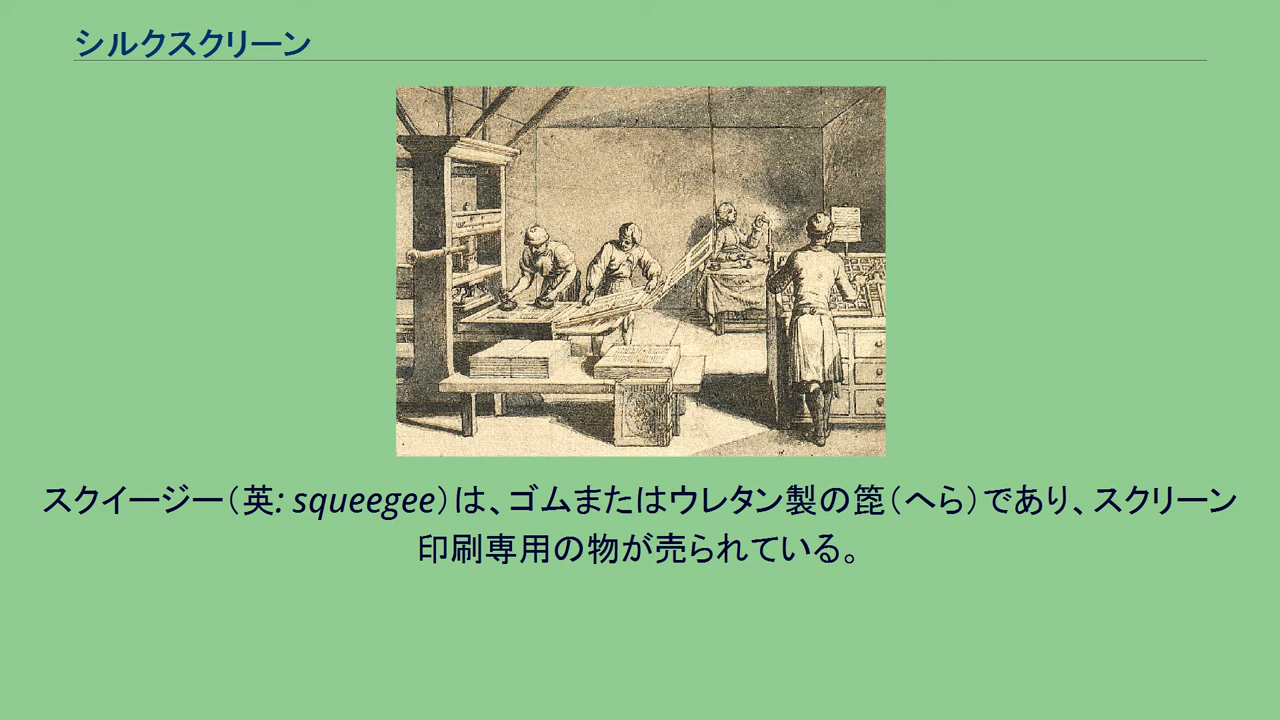 シルクスクリーン
スクイージー（英: squeegee）は、ゴムまたはウレタン製の箆（へら）であり、スクリーン
印刷専用の物が売られている。